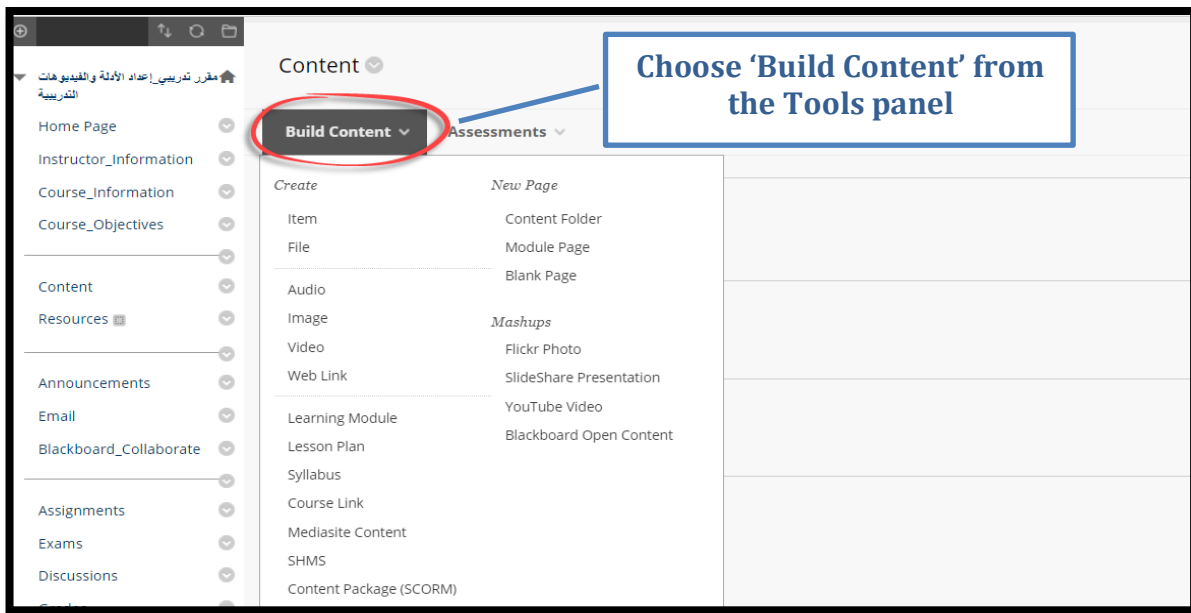 مقرر تدريبي_إعداد الأدلة والفيديوهات
التدريبية
Home Page
Instructor_Information
Course_Information
Course_Objectives
Content
Resources
Announcements
Email
Blackboard_Collaborate
Assignments
Exams
Discussions
Content
Choose ‘Build Content’ from
the Tools panel
Build Content
Assessments
Create
Item
File
Audio
Image
Video
Web Link
Learning Module
Lesson Plan
Syllabus
Course Link
Mediasite Content
SHMS
Content Package (SCORM)
New Page
Content Folder
Module Page
Blank Page
Mashups
Flickr Photo
SlideShare Presentation
YouTube Video
Blackboard Open Content